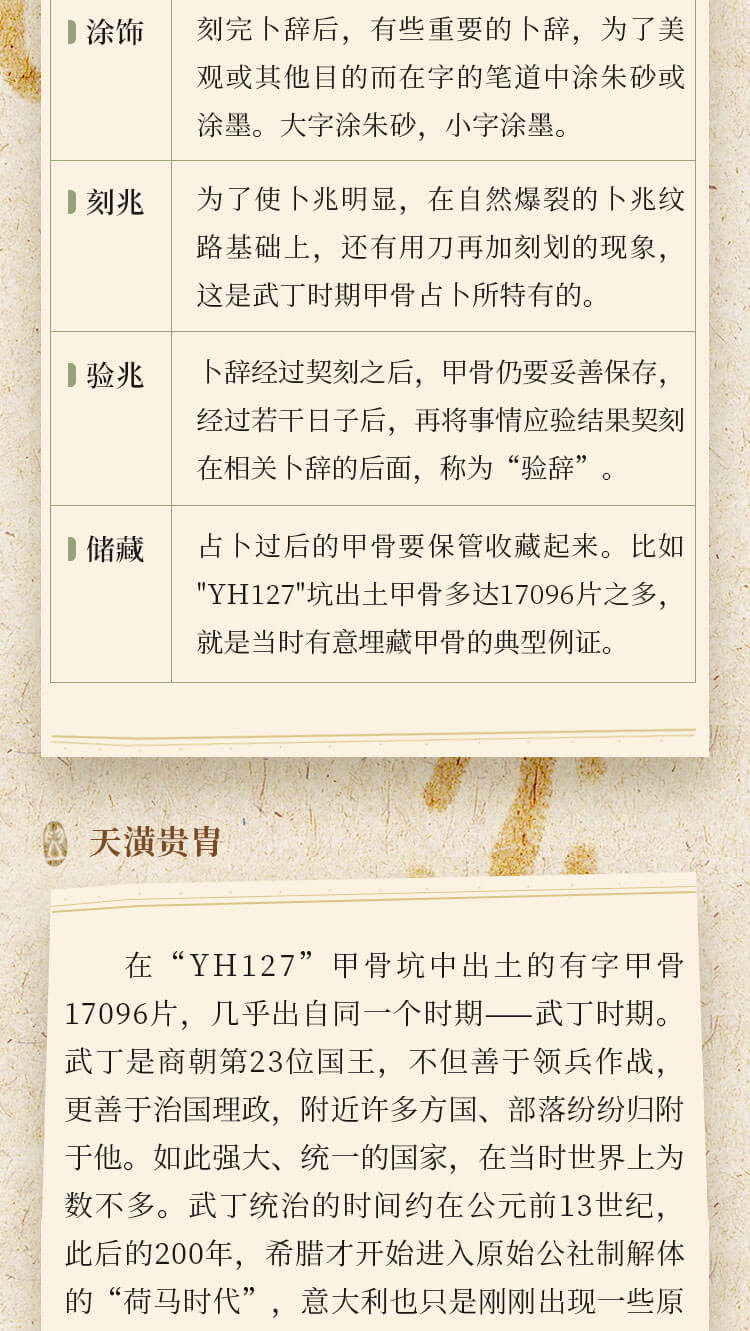 涂饰
刻完卜辞后，有些重要的卜辞，为了美
观或其他目的而在字的笔道中涂朱砂或
涂墨。大字涂朱砂，小字涂墨。
刻兆
为了使卜兆明显，在自然爆裂的卜兆纹
路基础上，还有用刀再加刻划的现象，
这是武丁时期甲骨占卜所特有的。
验兆
卜辞经过契刻之后，甲骨仍要妥善保存，
经过若干日子后，再将事情应验结果契刻
在相关卜辞的后面，称为“验辞”。
储藏
占卜过后的甲骨要保管收藏起来。比如
"YH127"坑出土甲骨多达17096片之多，
就是当时有意埋藏甲骨的典型例证。
天潢贵胄
在“YH127”甲骨坑中出土的有字甲骨
17096片，几乎出自同一个时期——武丁时期。
武丁是商朝第23位国王，不但善于领兵作战，
更善于治国理政，附近许多方国、部落纷纷归附
于他。如此强大、统一的国家，在当时世界上为
数不多。武丁统治的时间约在公元前13世纪，
此后的200年，希腊才开始进入原始公社制解体
的“荷马时代”，意大利也只是刚刚出现一些原